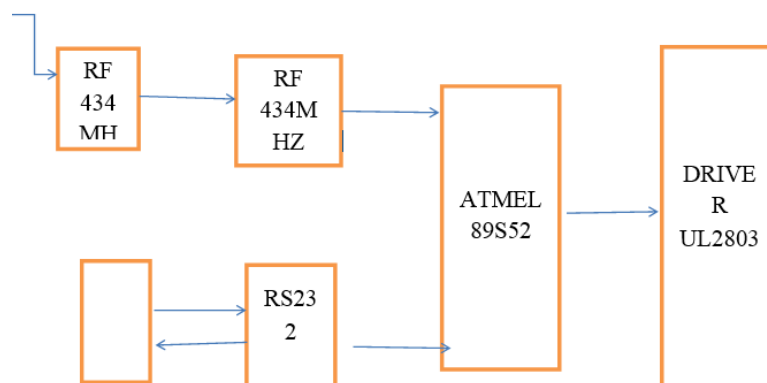 RF
434
MH
RF
434M
HZ
ATMEL
89S52
DRIVE
R
UL2803
RS23
2